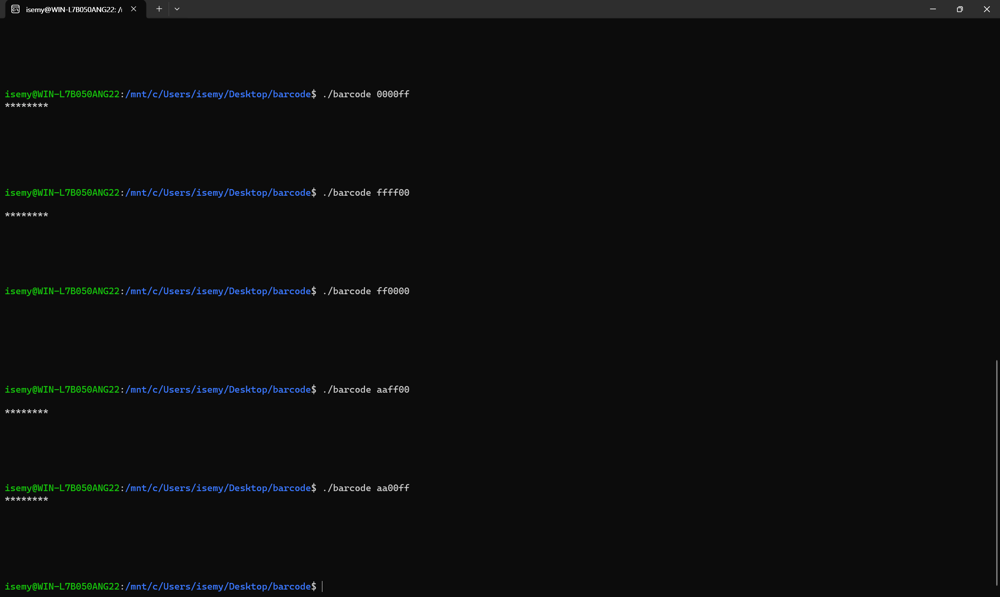 isemy@WIN-L7B050ANG22: /
isemy@WIN-L7B050ANG22:/mnt/c/Users/isemy/Desktop/barcode$ ./barcode 0000ff
********
isemy@WIN-L7B050ANG22:/mnt/c/Users/isemy/Desktop/barcode$ ./barcode ffff00
********
isemy@WIN-L7B050ANG22:/mnt/c/Users/isemy/Desktop/barcode$ ./barcode ff0000
isemy@WIN-L7B050ANG22:/mnt/c/Users/isemy/Desktop/barcode$ ./barcode aaff00
********
isemy@WIN-L7B050ANG22:/mnt/c/Users/isemy/Desktop/barcode$ ./barcode aa00ff
********
isemy@WIN-L7B050ANG22:/mnt/c/Users/isemy/Desktop/barcode$